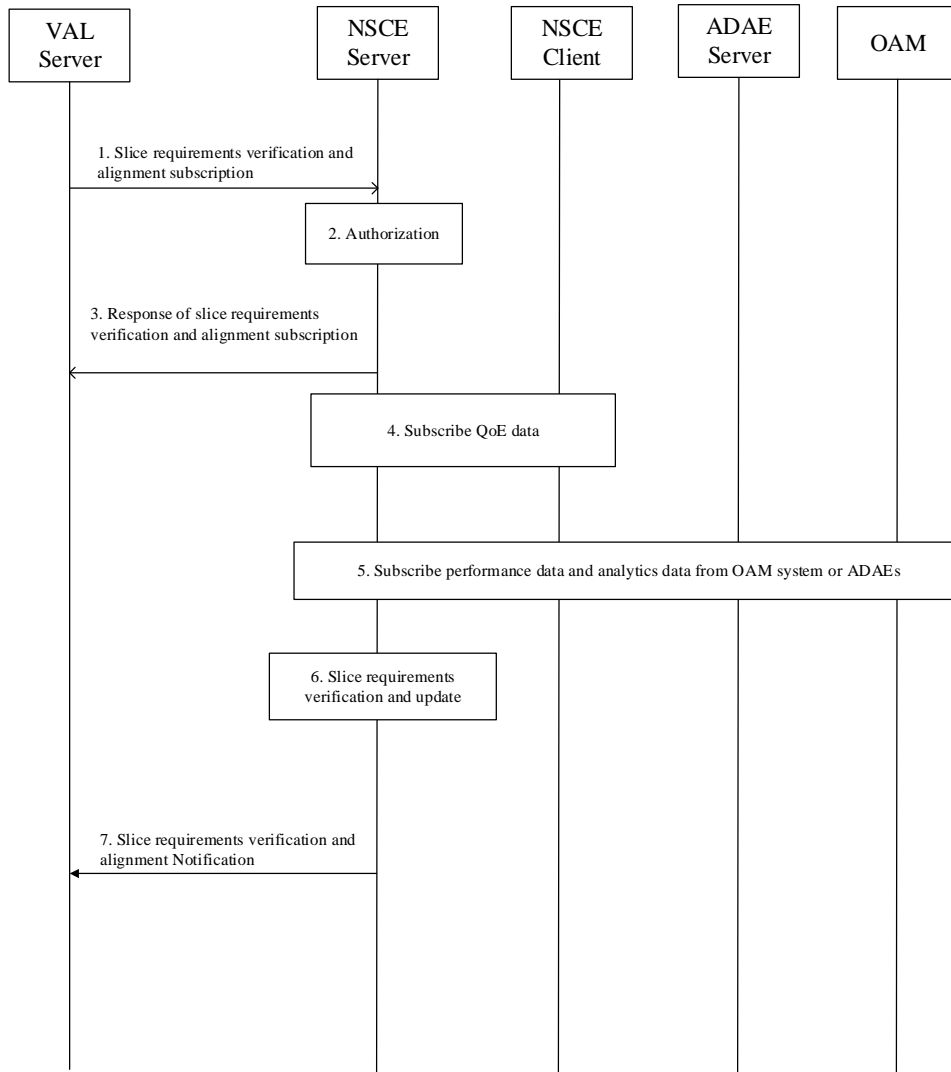 VAL
Server
NSCE
Server
NSCE
Client
ADAE
Server
OAM
1. Slice requirements verification and
alignment subscription
2. Authorization
3. Response of slice requirements
verification and alignment subscription
4. Subscribe QoE data
5. Subscribe performance data and analytics data from OAM system or ADAEs
6. Slice requirements
verification and update
7. Slice requirements verification and
alignment Notification